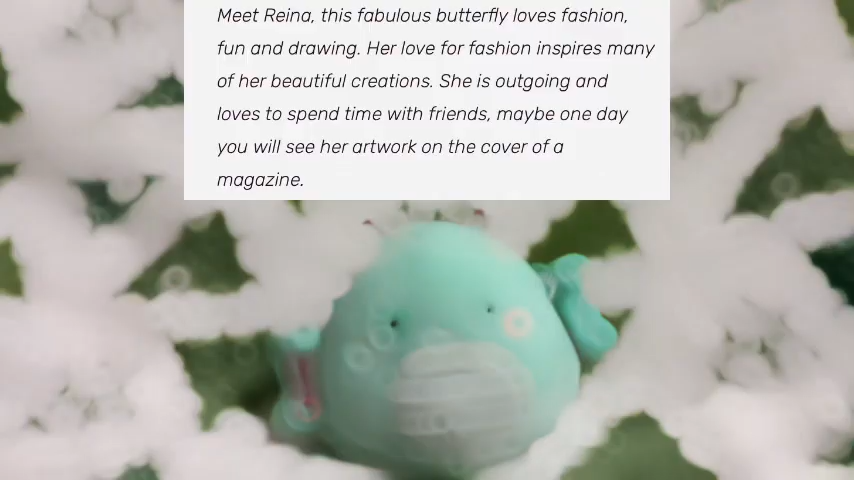 Meet Reina, this fabulous butterfly loves fashion,
fun and drawing. Her love for fashion inspires many
of her beautiful creations. She is outgoing and
loves to spend time with friends, maybe one day
you will see her artwork on the cover of a
magazine.